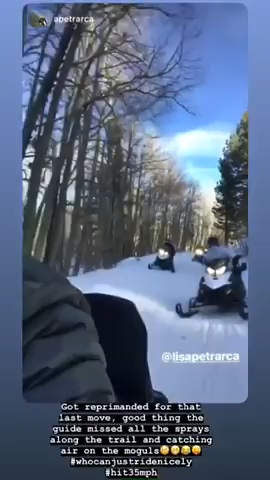 apetrarca
@lisapetrarca
Got reprimanded for that
last move, good thing the
guide missed all the sprays
along the trail and catching
air on the moguls
#whocanjustridenicely
#hit35mph